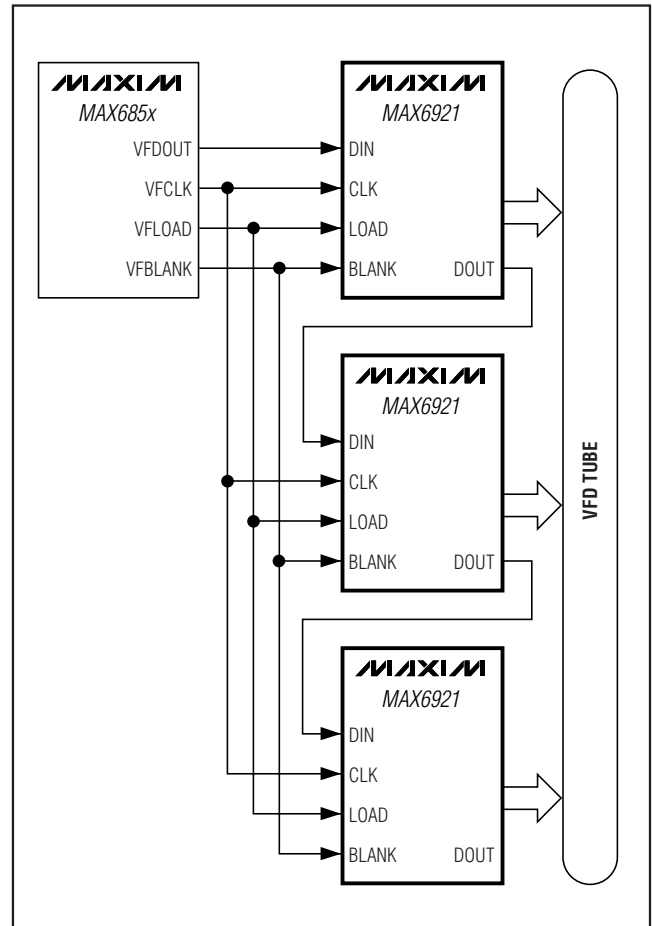 MAXIM
MAX685x
VFDOUT
VFCLK
VFLOAD
VFBLANK
MAXIM
MAX6921
DIN
CLK
LOAD
BLANK DOUT
MAXIM
MAX6921
DIN
CLK
LOAD
BLANK DOUT
MAXIM
MAX6921
DIN
CLK
LOAD
BLANK DOUT
VFD TUBE